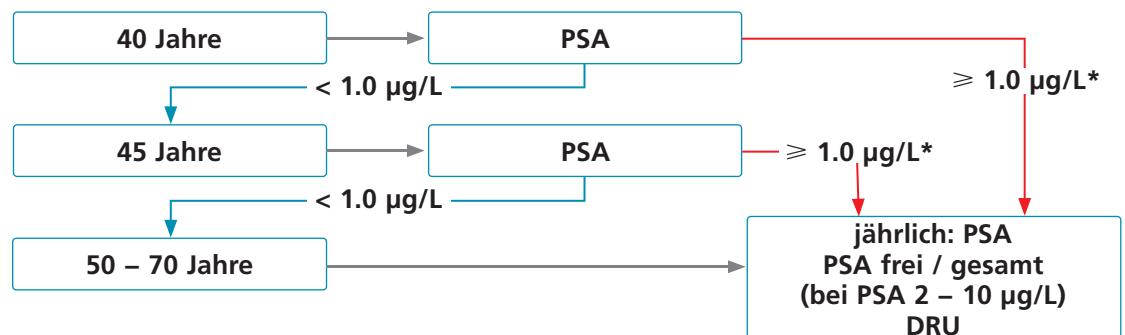 40 Jahre
PSA
< 1.0 µg/L
≥ 1.0 µg/L*
45 Jahre
PSA
≥ 1.0 µg/L*
< 1.0 µg/L
50 – 70 Jahre
jährlich: PSA
PSA frei / gesamt
(bei PSA 2 – 10 µg/L)
DRU